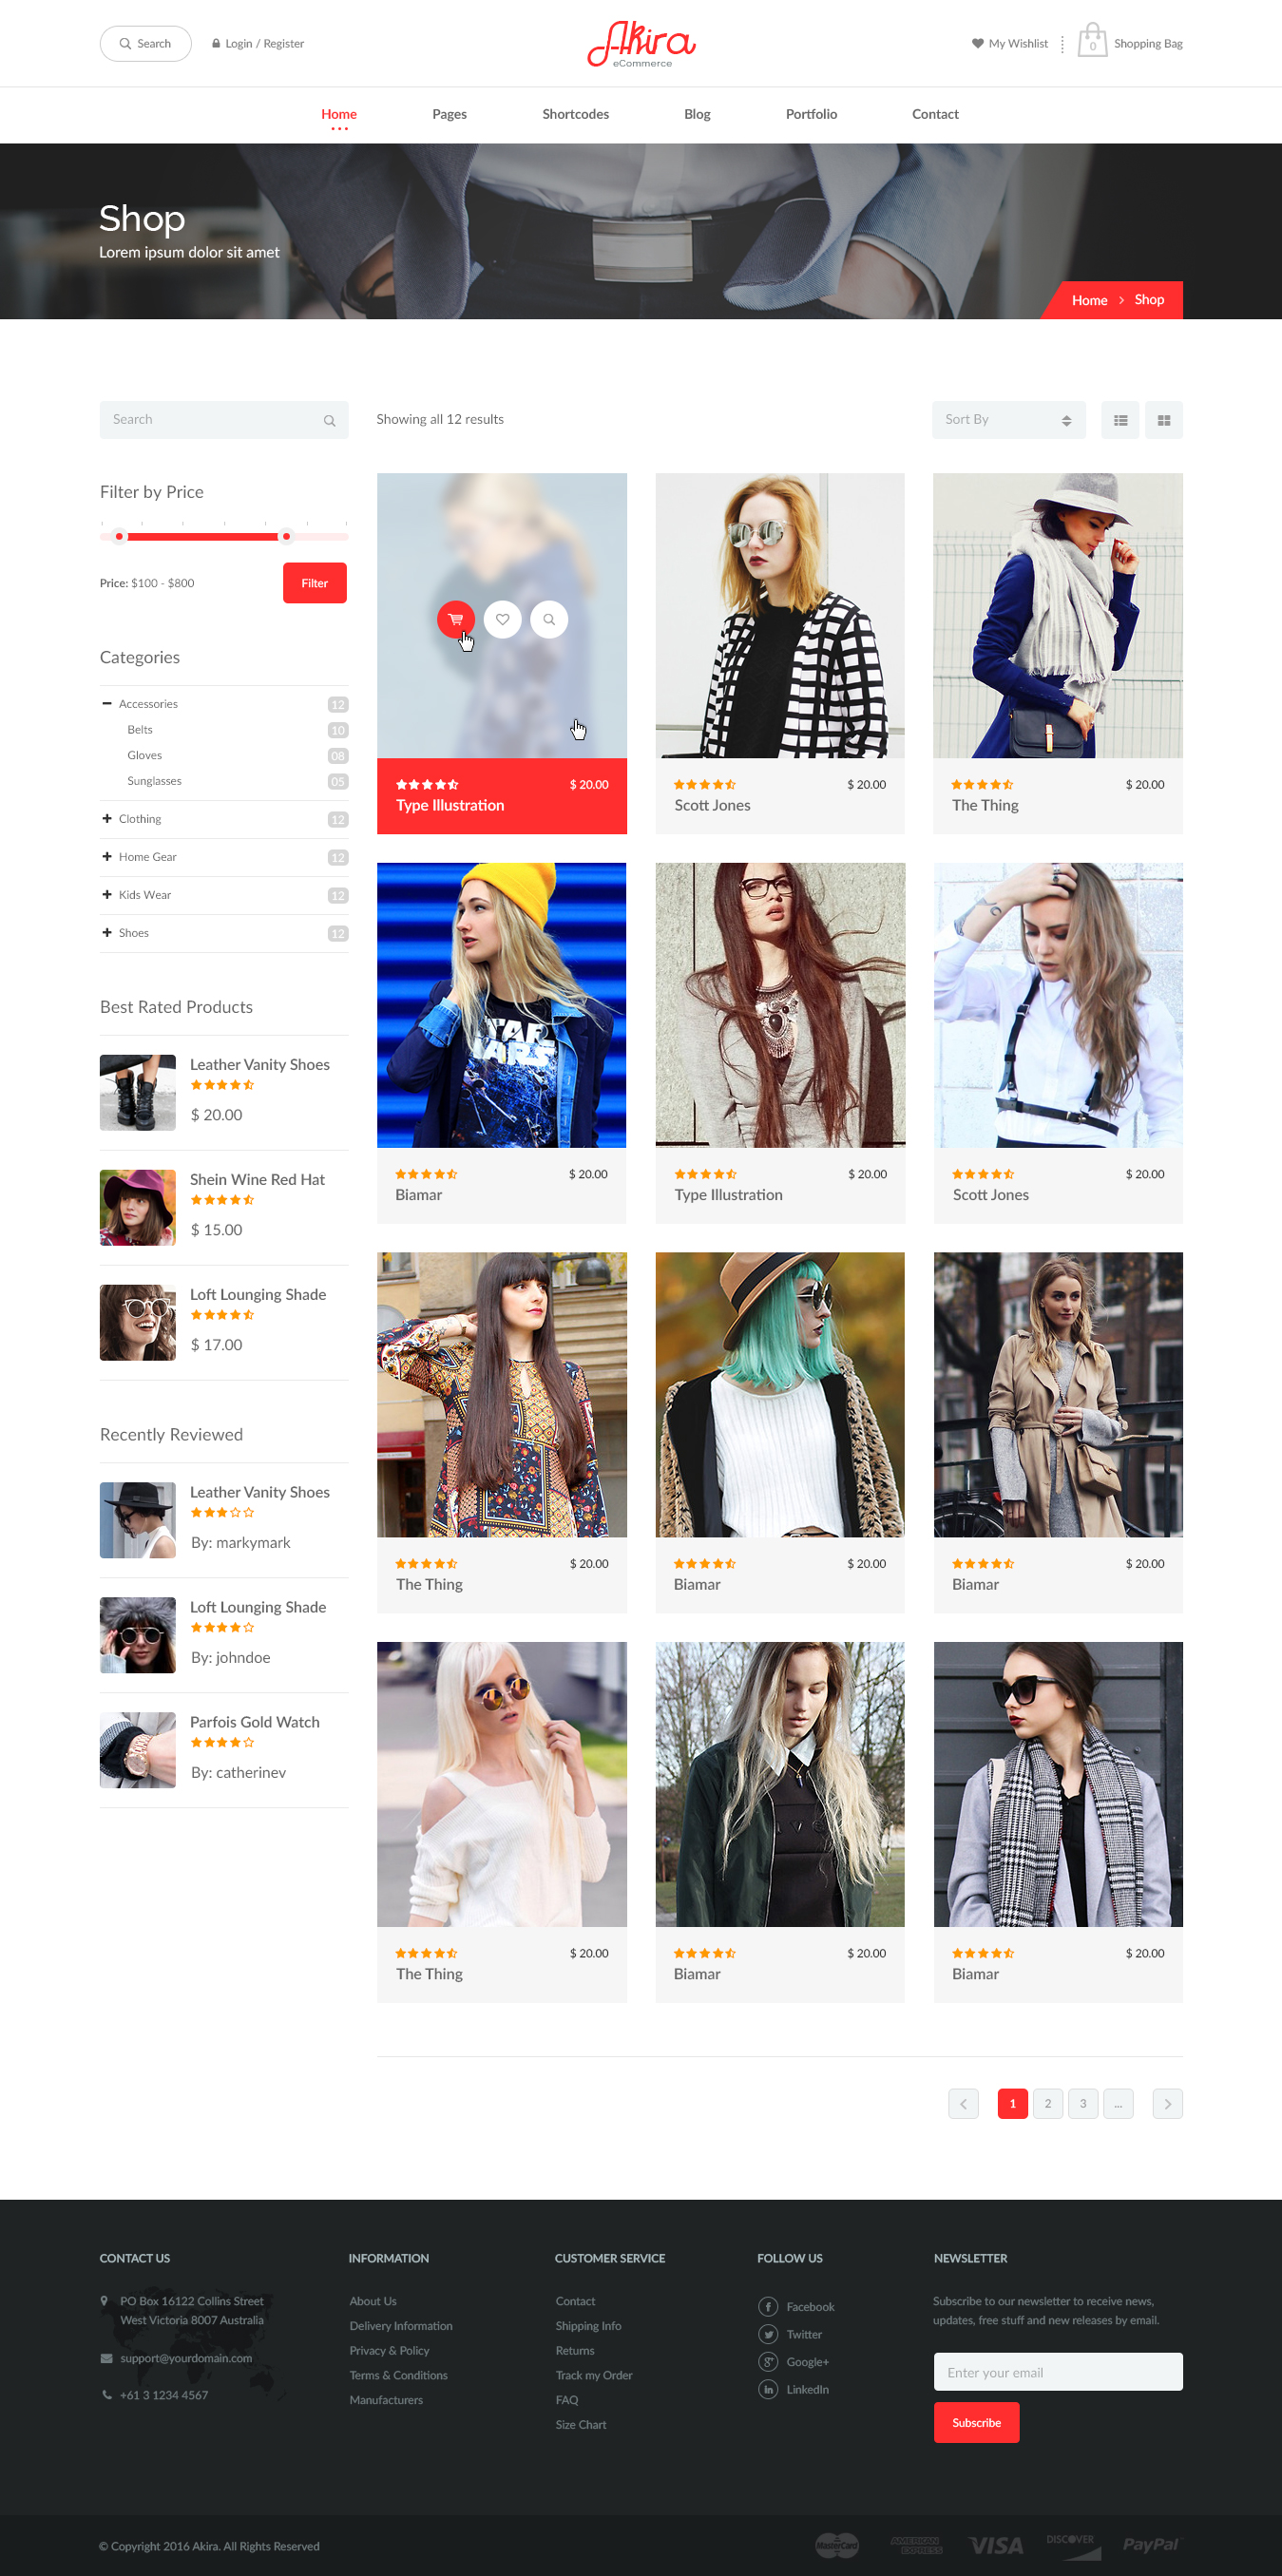 Search
Login / Register
Akira
eCommerce
My Wishlist
0
Shopping Bag
Home
Pages
Shortcodes
Blog
Portfolio
Contact
Shop
Lorem ipsum dolor sit amet
Home
Shop
Search
Showing all 12 results
Sort By
Filter by Price
Price: $100 - $800
Filter
Categories
Accessories 12
Belts 10
Gloves 08
Sunglasses 05
Clothing 12
Home Gear 12
Kids Wear 12
Shoes 12
Best Rated Products
Leather Vanity Shoes
$ 20.00
Shein Wine Red Hat
$ 15.00
Loft Lounging Shade
$ 17.00
Recently Reviewed
Leather Vanity Shoes
By: markymark
Loft Lounging Shade
By: johndoe
Parfois Gold Watch
By: catherinev
$ 20.00
Type Illustration
$ 20.00
Scott Jones
$ 20.00
The Thing
STAR
WARS
$ 20.00
Biamar
$ 20.00
Type Illustration
$ 20.00
Scott Jones
$ 20.00
The Thing
$ 20.00
Biamar
$ 20.00
Biamar
$ 20.00
The Thing
$ 20.00
Biamar
$ 20.00
Biamar
1
2
3
...
CONTACT US
PO Box 16122 Collins Street
West Victoria 8007 Australia
support@yourdomain.com
+61 3 1234 4567
INFORMATION
About Us
Delivery Information
Privacy & Policy
Terms & Conditions
Manufacturers
CUSTOMER SERVICE
Contact
Shipping Info
Returns
Track my Order
FAQ
Size Chart
FOLLOW US
Facebook
Twitter
Google+
LinkedIn
NEWSLETTER
Subscribe to our newsletter to receive news,
updates, free stuff and new releases by email.
Enter your email
Subscribe
© Copyright 2016 Akira. All Rights Reserved
MasterCard
AMERICAN
EXPRESS
VISA
DISCOVER
PayPal